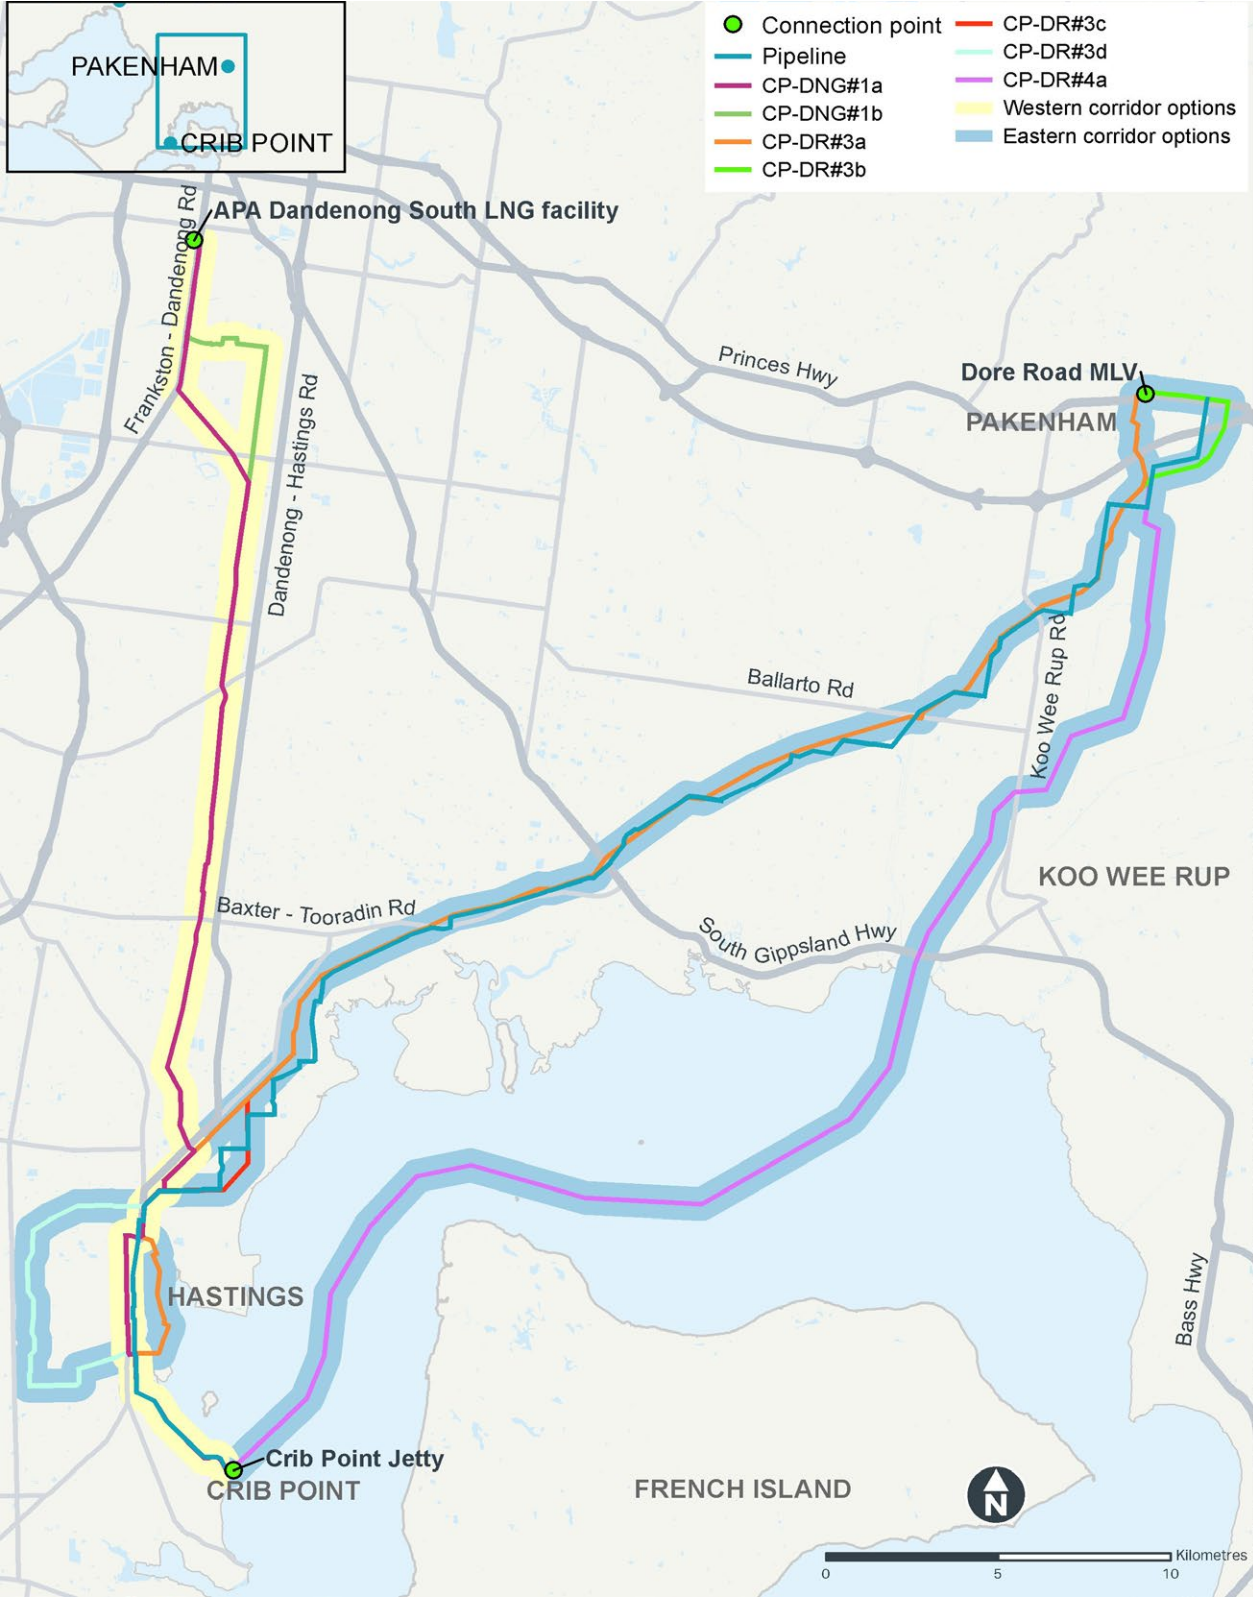 PAKENHAM
CRIB POINT
Connection point
Pipeline
CP-DNG#1a
CP-DNG#1b
CP-DR#3a
CP-DR#3b
CP-DR#3c
CP-DR#3d
CP-DR#4a
Western corridor options
Eastern corridor options
APA Dandenong South LNG facility
Frankston - Dandenong Rd
Dandenong - Hastings Rd
Princes Hwy
Dore Road MLV
PAKENHAM
Ballarto Rd
Koo Wee Rup Rd
KOO WEE RUP
Baxter - Tooradin Rd
South Gippsland Hwy
HASTINGS
Bass Hwy
Crib Point Jetty
CRIB POINT
FRENCH ISLAND
N
Kilometres
0 5 10